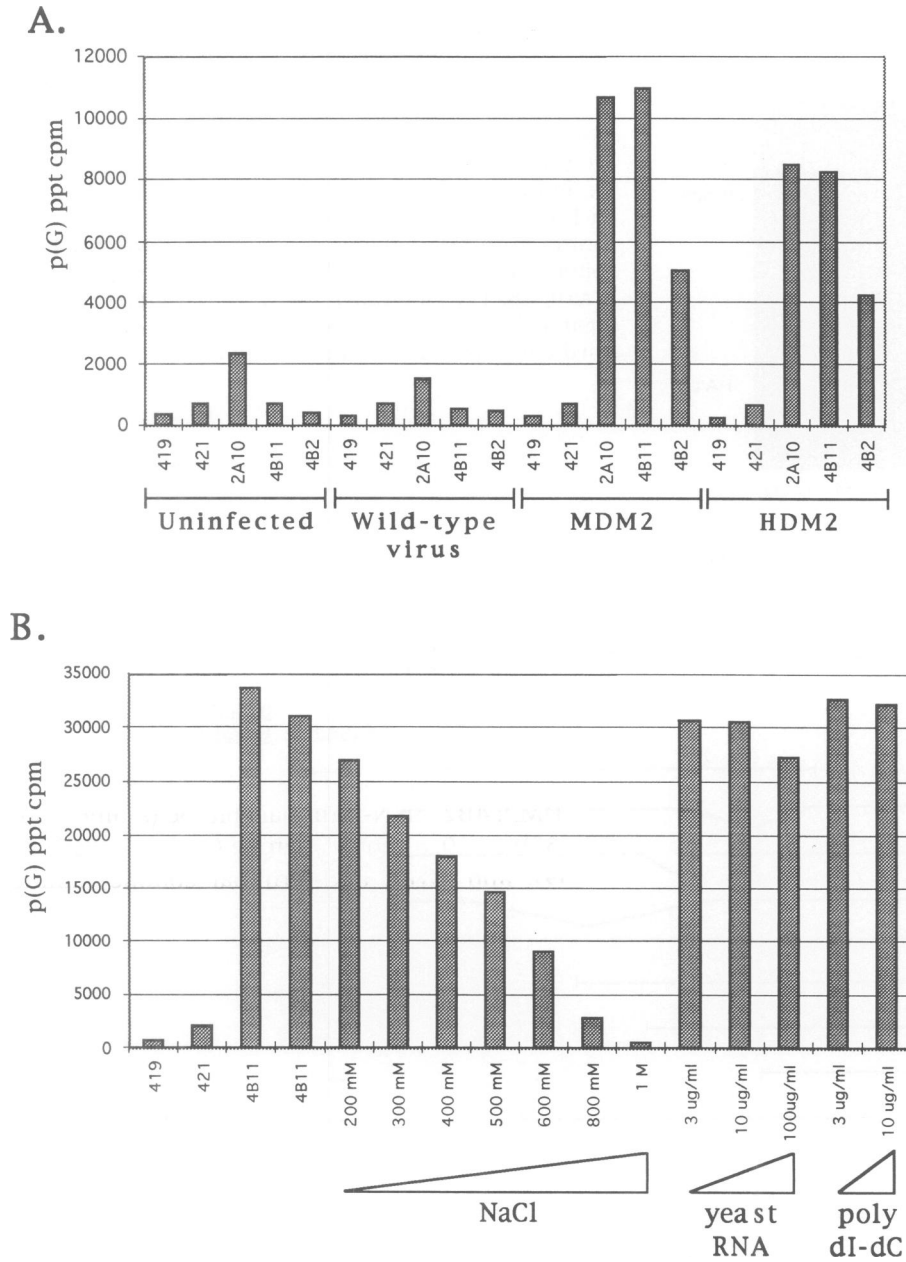 A.
p(G) ppt cpm
12000
10000
8000
6000
4000
2000
0
419 421 2A10 4B11 4B2 419 421 2A10 4B11 4B2 419 421 2A10 4B11 4B2 419 421 2A10 4B11 4B2
Uninfected Wild-type virus MDM2 HDM2
B.
p(G) ppt cpm
35000
30000
25000
20000
15000
10000
5000
0
419 421 4B11 4B11 200 mM 300 mM 400 mM 500 mM 600 mM 800 mM 1 M 3 ug/ml 10 ug/ml 100ug/ml 3 ug/ml 10 ug/ml
NaCl yeast RNA poly dI-dC